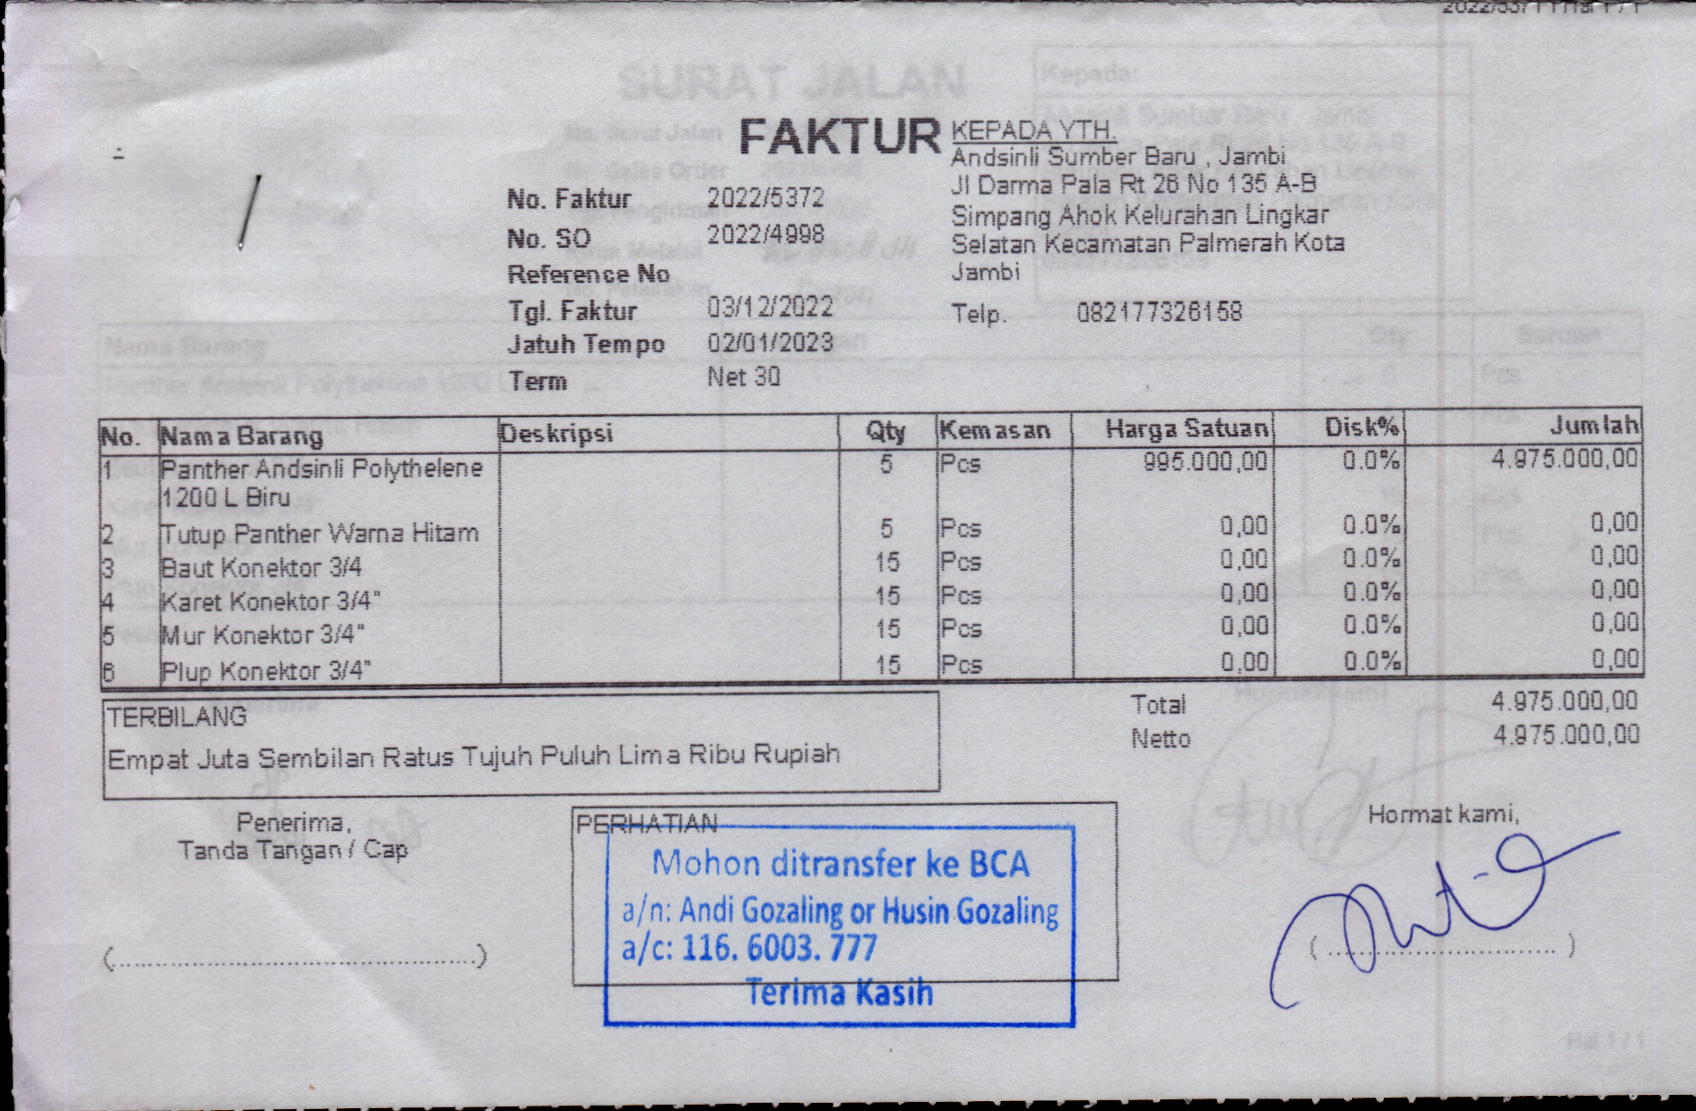 FAKTUR
No. Faktur 2022/5372
No. SO 2022/4998
Reference No
Tgl. Faktur 03/12/2022
Jatuh Tempo 02/01/2023
Term Net 30
KEPADA YTH.
Andsinli Sumber Baru , Jambi
Jl Darma Pala Rt 26 No 135 A-B
Simpang Ahok Kelurahan Lingkar
Selatan Kecamatan Palmerah Kota
Jambi
Telp. 082177326158
No. Nama Barang Deskripsi Qty Kemasan Harga Satuan Disk% Jumlah
1 Panther Andsinli Polythelene 5 Pcs 995.000,00 0.0% 4.975.000,00
1200 L Biru
2 Tutup Panther Warna Hitam 5 Pcs 0,00 0.0% 0,00
3 Baut Konektor 3/4 15 Pcs 0,00 0.0% 0,00
4 Karet Konektor 3/4" 15 Pcs 0,00 0.0% 0,00
5 Mur Konektor 3/4" 15 Pcs 0,00 0.0% 0,00
6 Plup Konektor 3/4" 15 Pcs 0,00 0.0% 0,00
Total 4.975.000,00
Netto 4.975.000,00
TERBILANG
Empat Juta Sembilan Ratus Tujuh Puluh Lima Ribu Rupiah
Penerima,
Tanda Tangan / Cap
PERHATIAN
Mohon ditransfer ke BCA
a/n: Andi Gozaling or Husin Gozaling
a/c: 116. 6003. 777
Terima Kasih
Hormat kami,